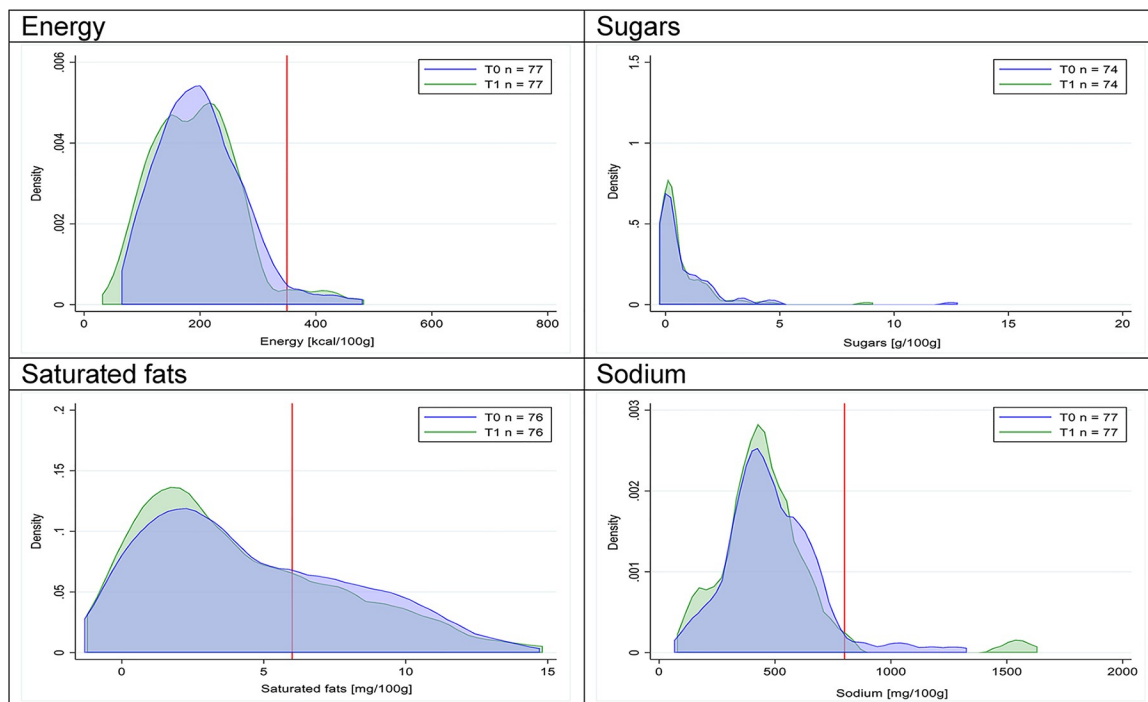 Energy
Sugars
T0 n = 77
T1 n = 77
Density
.006
.004
.002
0
0 200 400 600 800
Energy [kcal/100g]
T0 n = 74
T1 n = 74
Density
1.5
1
.5
0
0 5 10 15 20
Sugars [g/100g]
Saturated fats
Sodium
T0 n = 76
T1 n = 76
Density
.2
.15
.1
.05
0
0 5 10 15
Saturated fats [mg/100g]
T0 n = 77
T1 n = 77
Density
.003
.002
.001
0
0 500 1000 1500 2000
Sodium [mg/100g]